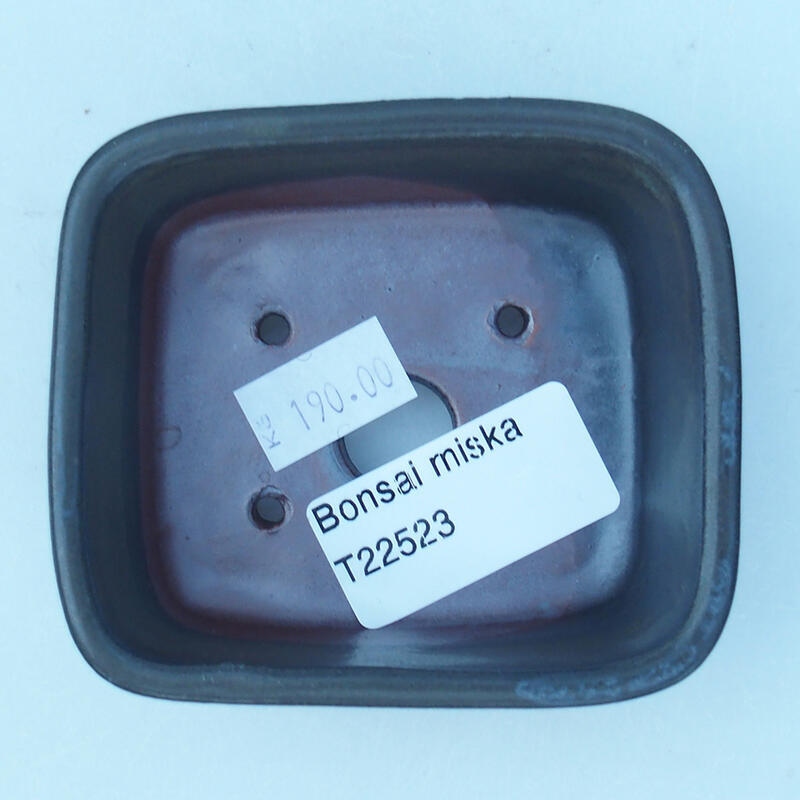 Kč 190.00
Bonsai miska
T22523